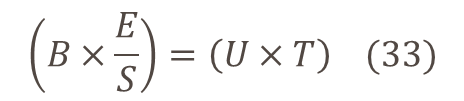 (B × E/S) = (U × T) (33)